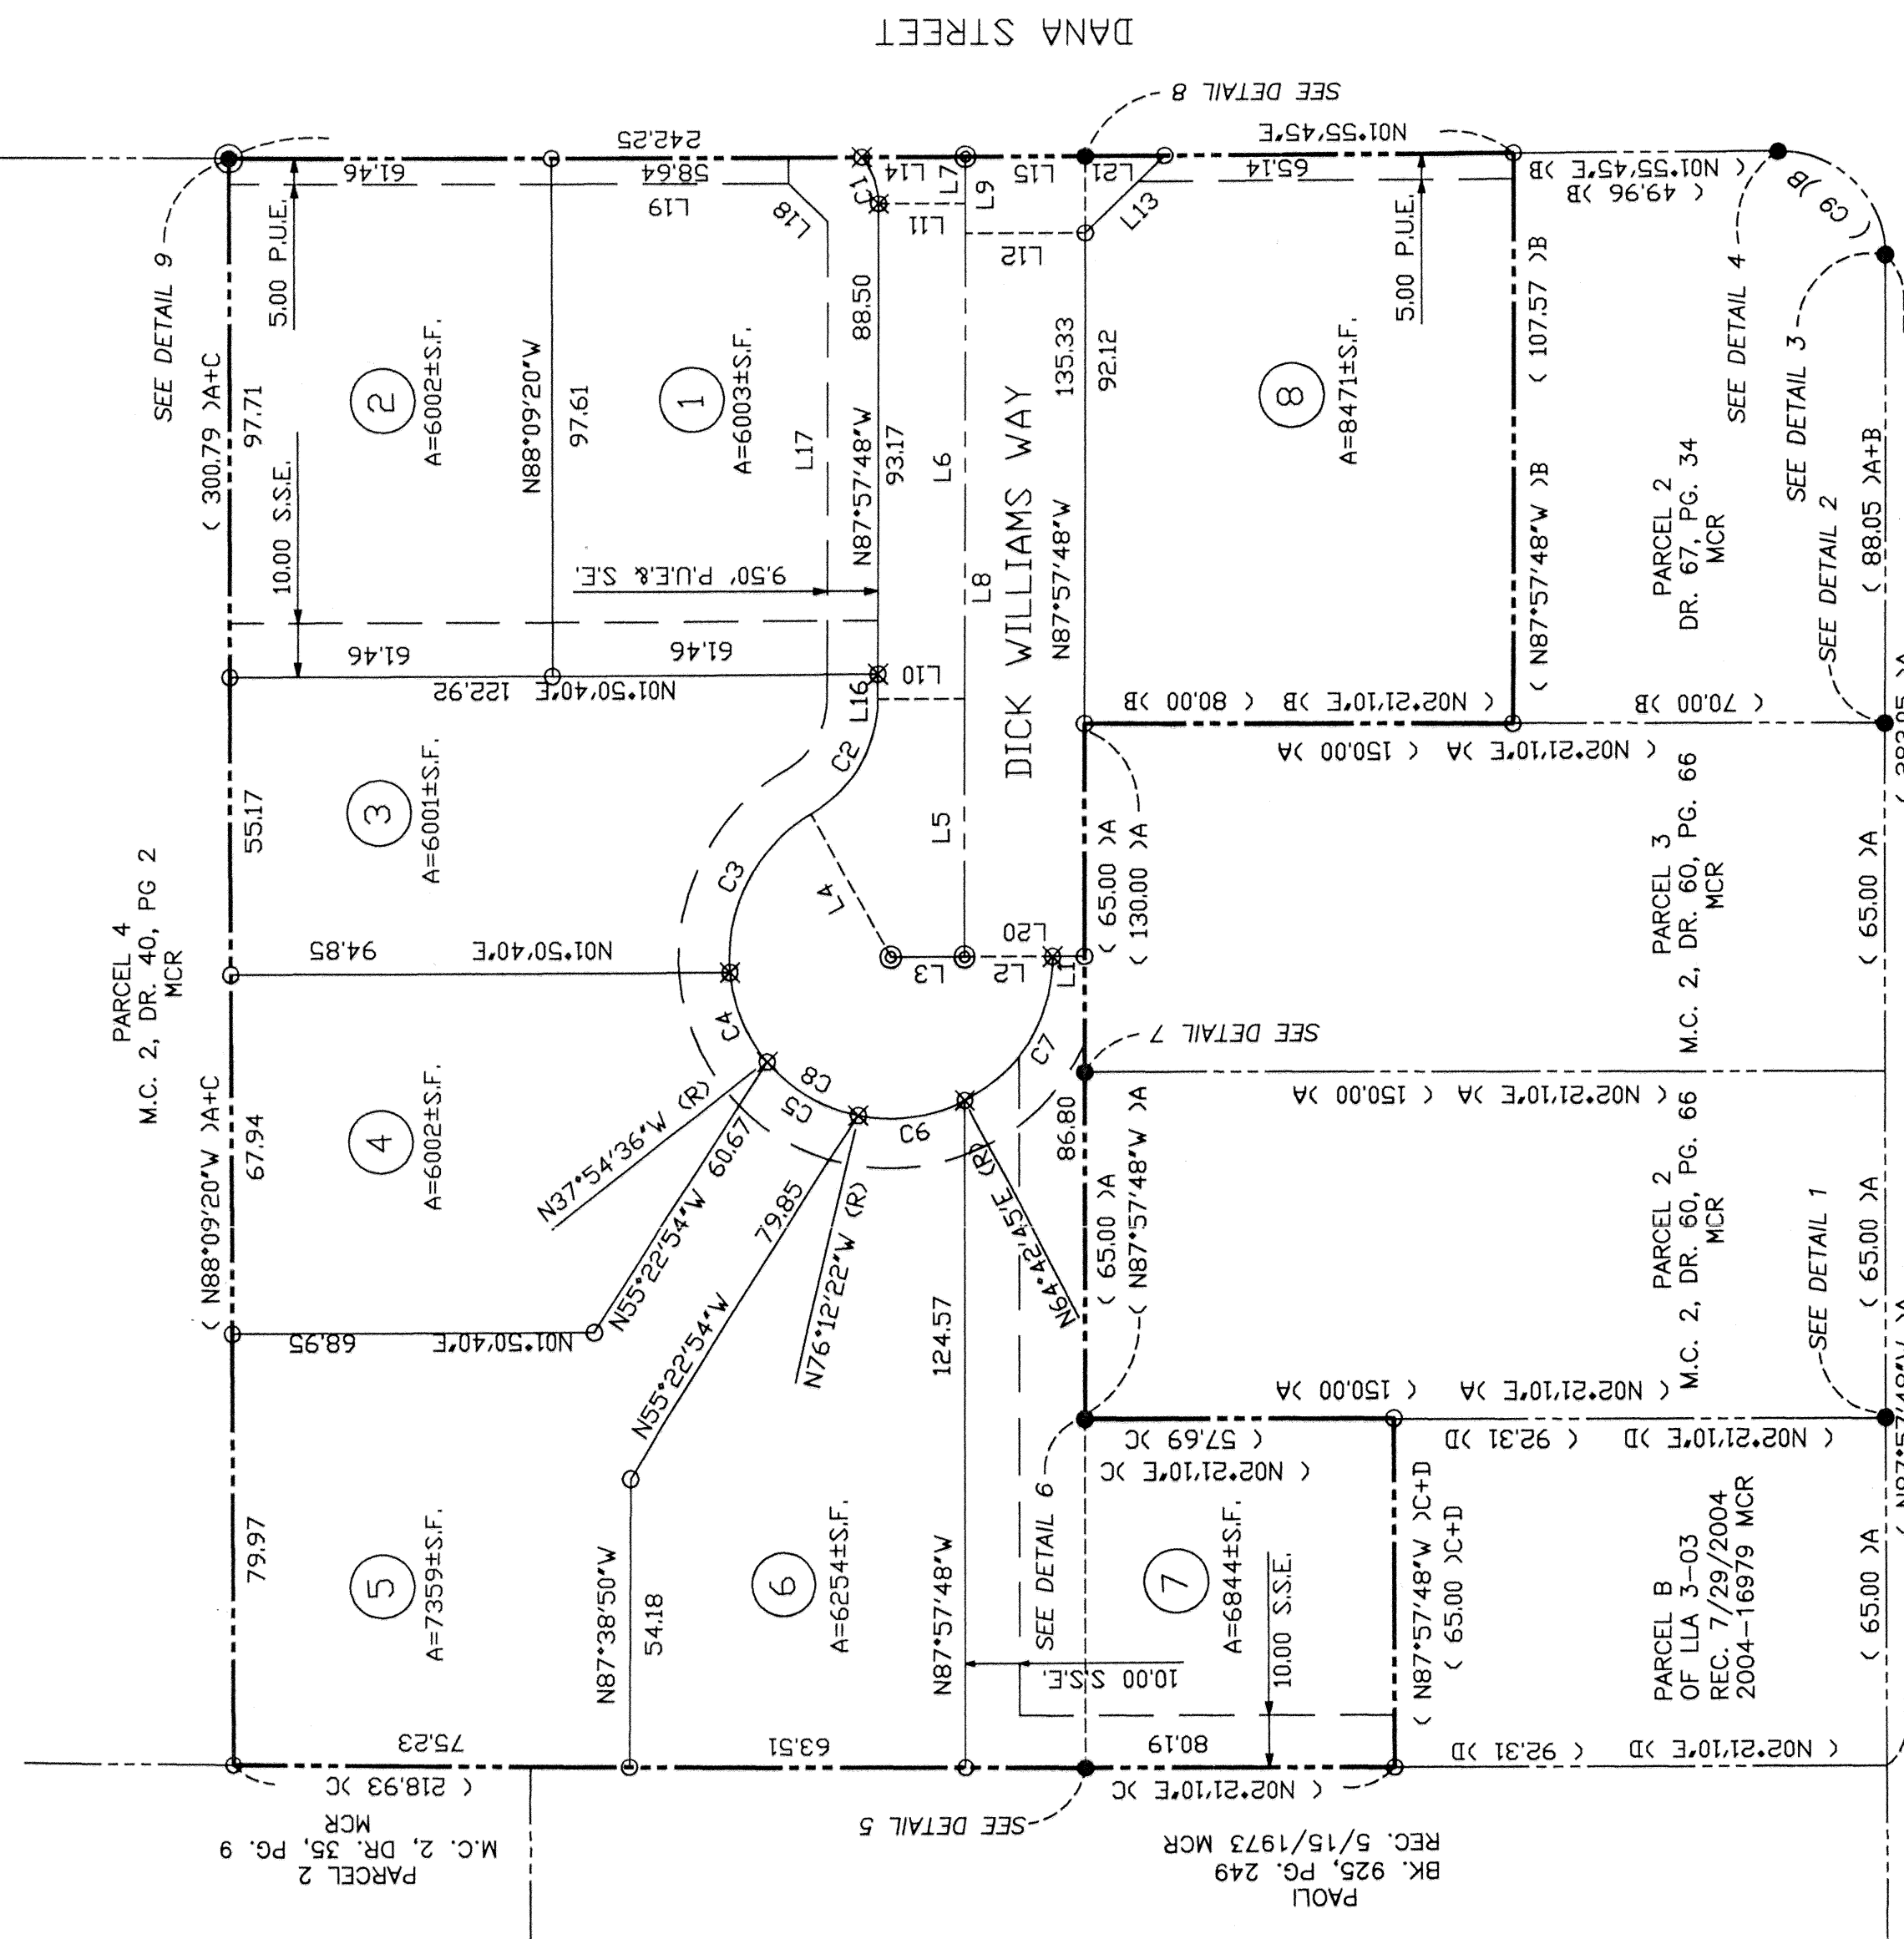 DANA STREET
SEE DETAIL 8
SEE DETAIL 9
5.00 P.U.E.
61.46
58.64
242.25
L19
L18
C1
L14
L7
L9
L11
L15
L12
L21
L13
65.14
N01°55'45"E
5.00 P.U.E.
( N01°55'45"E )B
( 49.96 )B
( C9 )B
SEE DETAIL 4
SEE DETAIL 3
SEE DETAIL 2
( 300.79 )A+C
97.71
10.00 S.S.E.
2
A=6002±S.F.
N88°09'20"W
97.61
1
A=6003±S.F.
L17
88.50
N87°57'48"W
93.17
9.50' P.U.E.& S.E.
L6
L8
DICK WILLIAMS WAY
135.33
92.12
N87°57'48"W
8
A=8471±S.F.
( 107.57 )B
( N87°57'48"W )B
PARCEL 2
DR. 67, PG. 34
MCR
( 88.05 )A+B
61.46
61.46
N01°50'40"E 122.92
L16
L10
C2
( 80.00 )B
( N02°21'10"E )B
( 150.00 )A
( N02°21'10"E )A
( 70.00 )B
PARCEL 4
M.C. 2, DR. 40, PG 2
MCR
55.17
3
A=6001±S.F.
C3
L4
L5
( 65.00 )A
( 130.00 )A
PARCEL 3
M.C. 2, DR. 60, PG. 66
MCR
( 65.00 )A
94.85
N01°50'40"E
L3
L2
L20
L1
( N88°09'20"W )A+C
67.94
4
A=6002±S.F.
C4
C8
C5
C6
C7
N37°54'36"W (R)
N55°22'54"W 60.67
79.85
N55°22'54"W
N76°12'22"W (R)
N64°42'45"E (R)
SEE DETAIL 7
86.80
( 65.00 )A
( N87°57'48"W )A
( 150.00 )A
( N02°21'10"E )A
PARCEL 2
M.C. 2, DR. 60, PG. 66
MCR
( 65.00 )A
SEE DETAIL 1
68.95
N01°50'40"E
124.57
79.97
5
A=7359±S.F.
N87°38'50"W
54.18
6
A=6254±S.F.
N87°57'48"W
SEE DETAIL 6
7
A=6844±S.F.
10.00 S.S.E.
10.00 S.S.E.
( 57.69 )C
( N02°21'10"E )C
( 150.00 )A
( N02°21'10"E )A
( 92.31 )D
( N02°21'10"E )D
( N87°57'48"W )C+D
( 65.00 )C+D
PARCEL B
OF LLA 3-03
REC. 7/29/2004
2004-16979 MCR
( 65.00 )A
75.23
( 218.93 )C
63.51
80.19
( N02°21'10"E )C
( 92.31 )D
( N02°21'10"E )D
SEE DETAIL 5
PARCEL 2
M.C. 2, DR. 35, PG. 9
MCR
PAOLI
BK. 925, PG. 249
REC. 5/15/1973 MCR